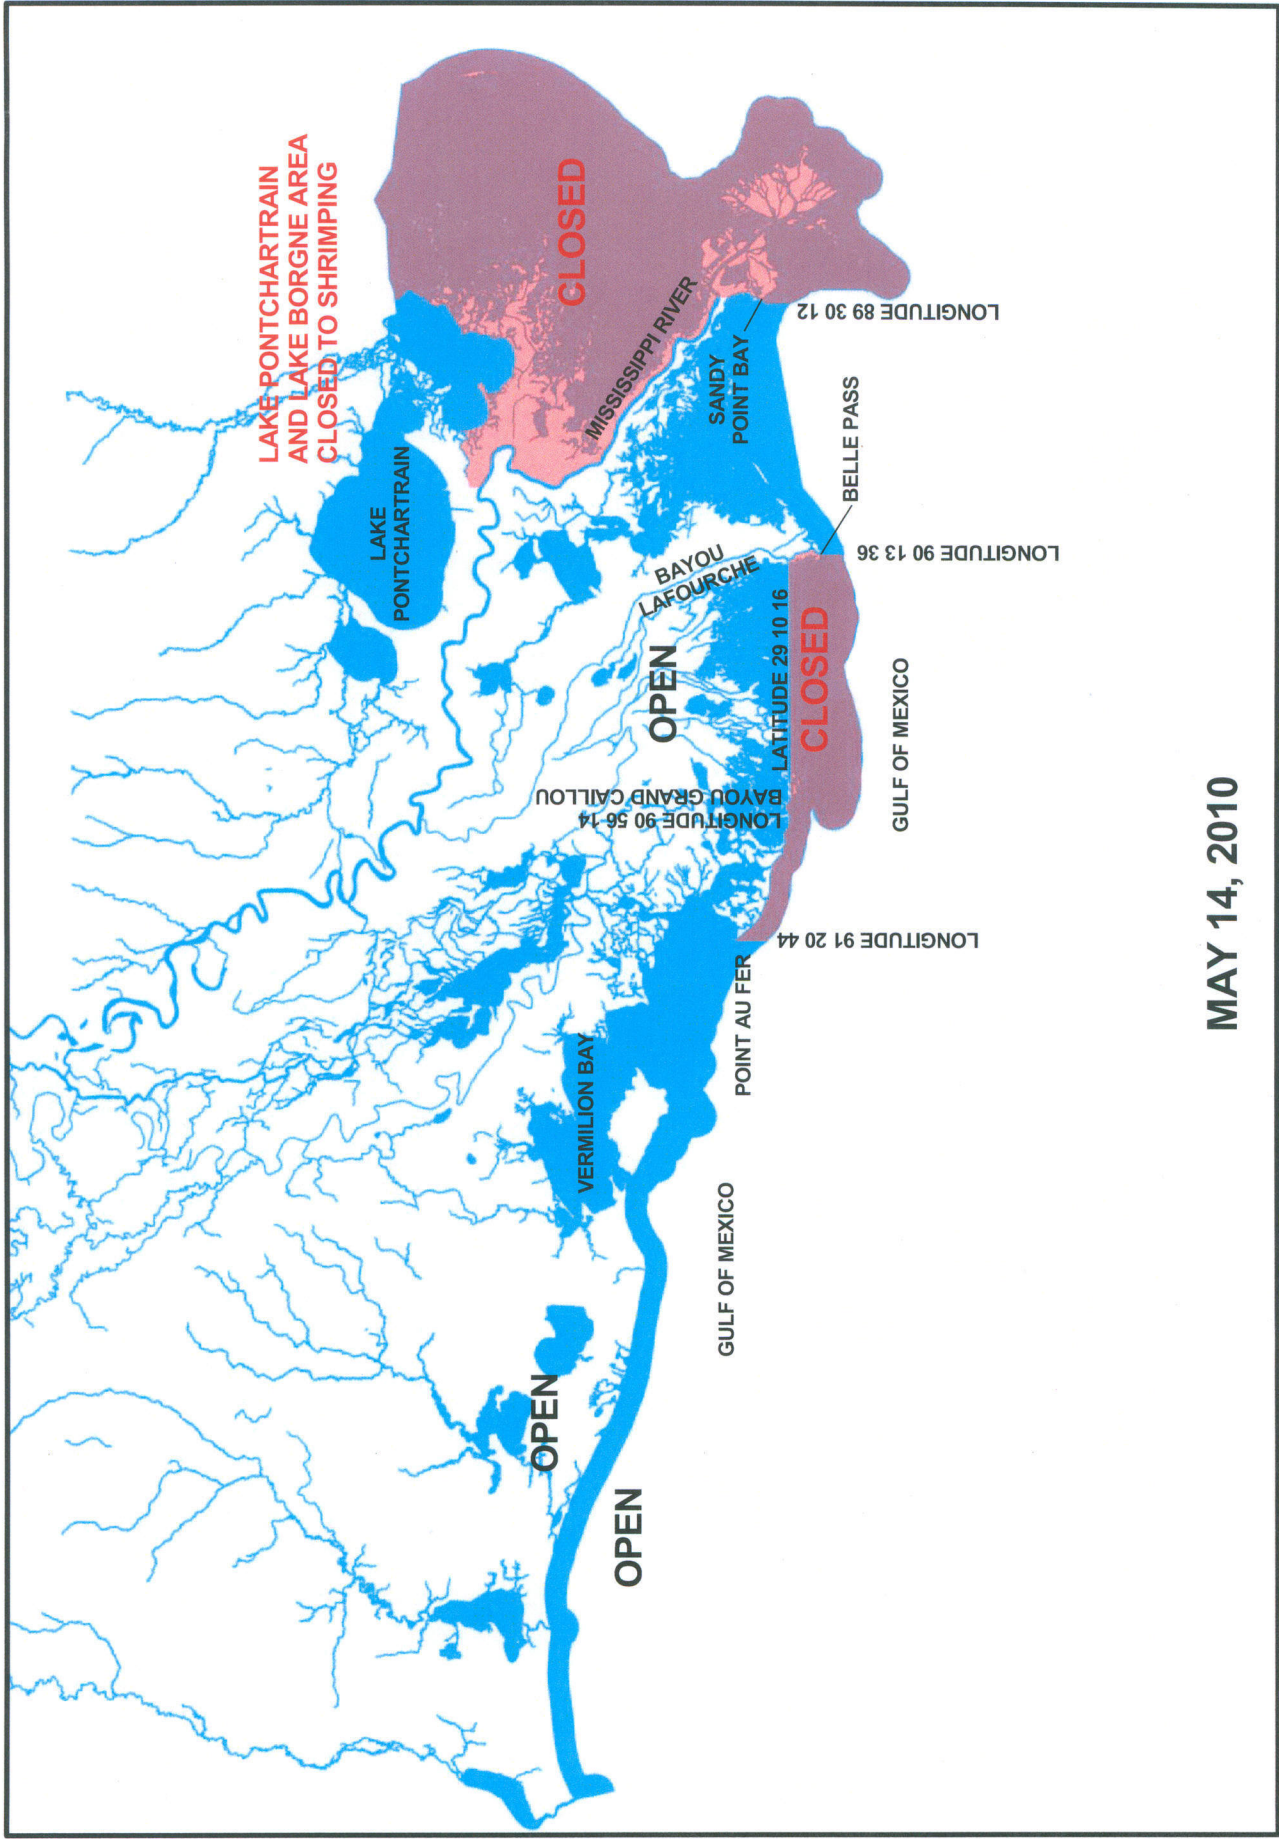 LAKE PONTCHARTRAIN
AND LAKE BORGNE AREA
CLOSED TO SHRIMPING
LAKE
PONTCHARTRAIN
CLOSED
MISSISSIPPI RIVER
SANDY
POINT BAY
LONGITUDE 89 30 12
BELLE PASS
LONGITUDE 90 13 36
BAYOU
LAFOURCHE
OPEN
LATITUDE 29 10 16
CLOSED
GULF OF MEXICO
BAYOU GRAND CAILLOU
LONGITUDE 90 56 14
LONGITUDE 91 20 44
POINT AU FER
VERMILION BAY
GULF OF MEXICO
OPEN
OPEN
MAY 14, 2010